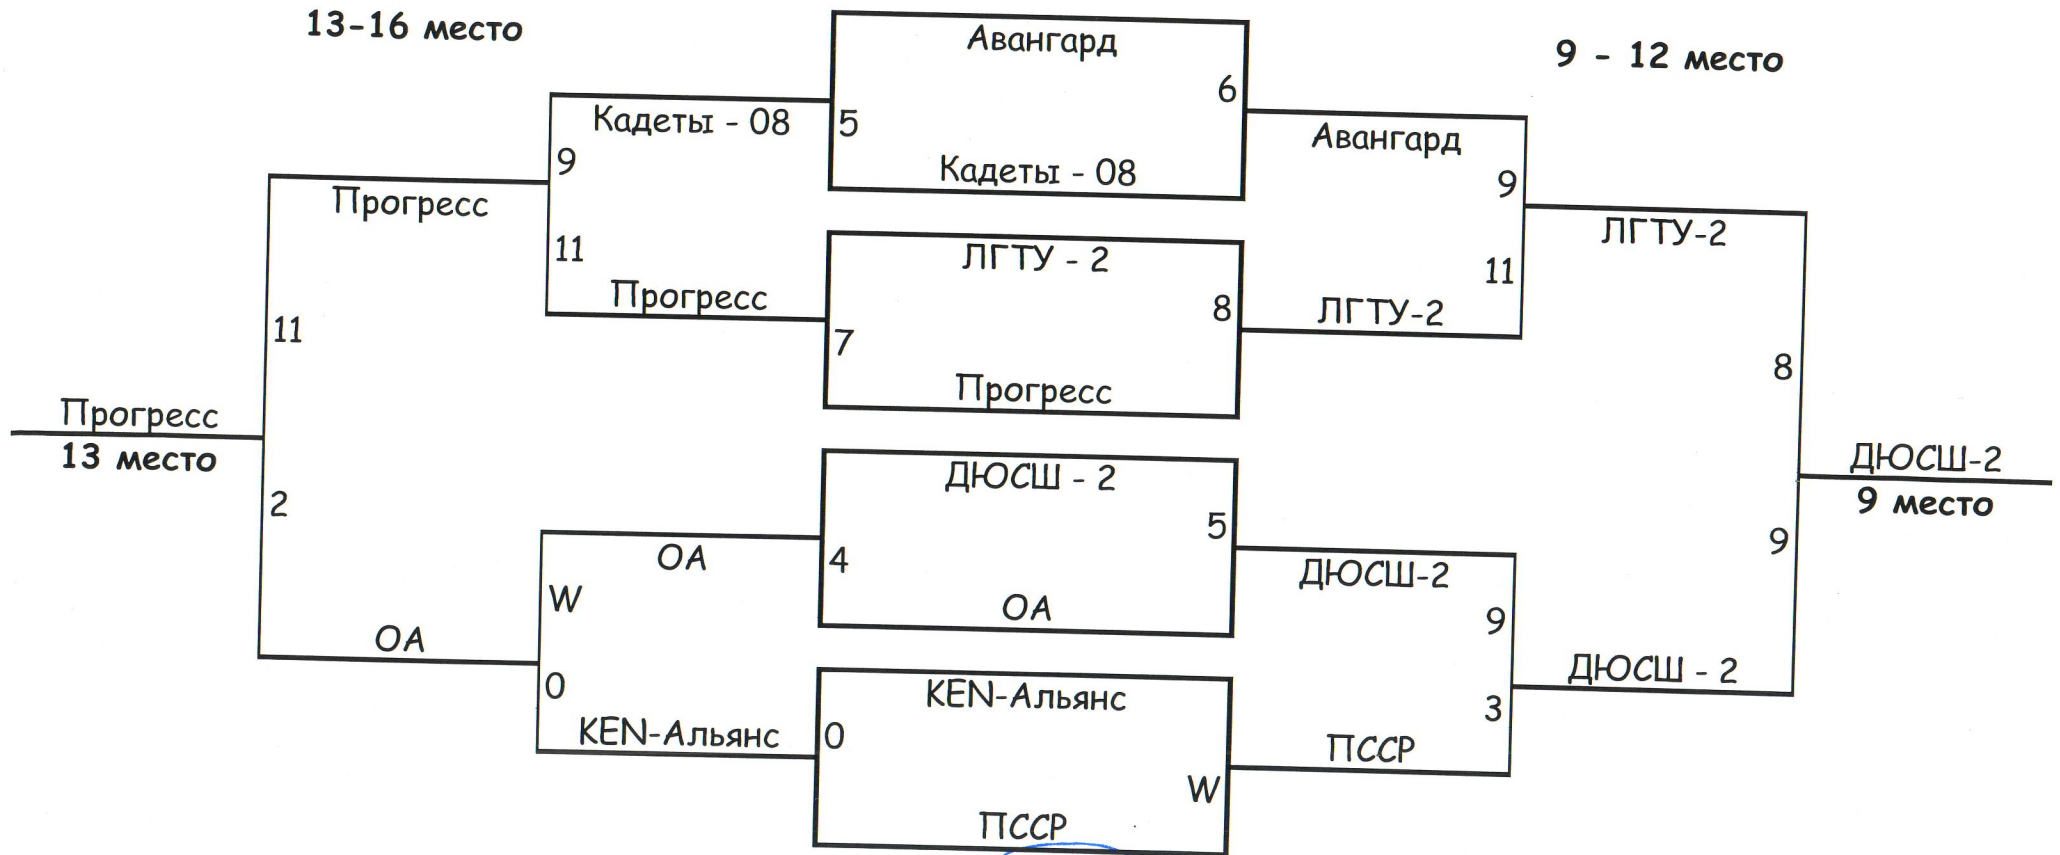 13-16 место
9 - 12 место
Авангард
6
Кадеты - 08
5
Авангард
9
Кадеты - 08
9
Прогресс
ЛГТУ-2
11
ЛГТУ - 2
11
Прогресс
8
ЛГТУ-2
11
7
8
Прогресс
Прогресс
13 место
ДЮСШ-2
9 место
ДЮСШ - 2
2
5
9
ОА
4
ДЮСШ-2
W
ОА
9
ОА
ДЮСШ - 2
0
KEN-Альянс
3
KEN-Альянс
0
ПССР
W
ПССР